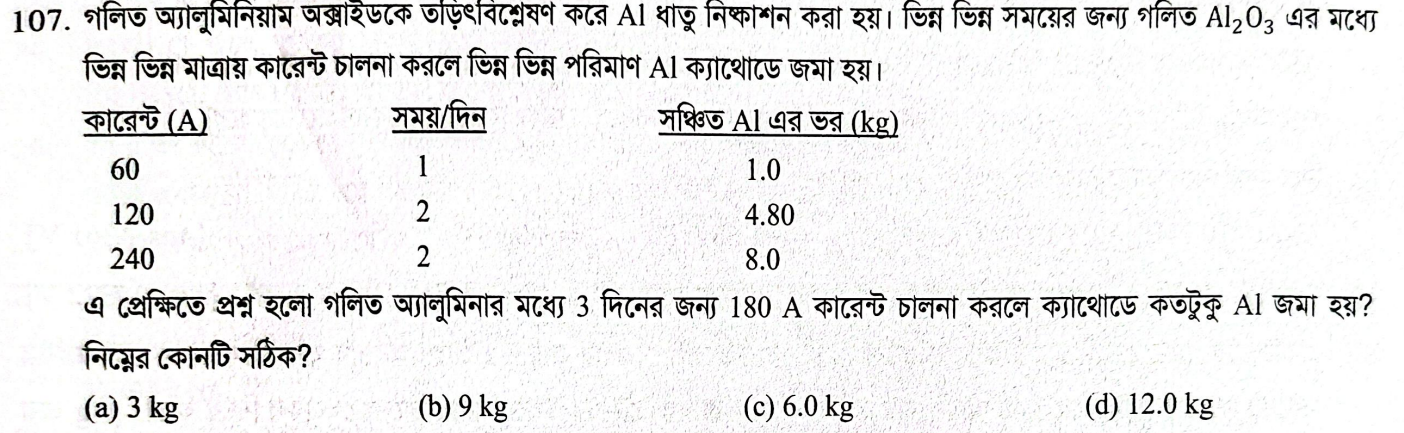 107. গলিত অ্যালুমিনিয়াম অক্সাইডকে তড়িৎবিশ্লেষণ করে Al ধাতু নিষ্কাশন করা হয়। ভিন্ন ভিন্ন সময়ের জন্য গলিত Al₂O₃ এর মধ্যে
ভিন্ন ভিন্ন মাত্রায় কারেন্ট চালনা করলে ভিন্ন ভিন্ন পরিমাণ Al ক্যাথোডে জমা হয়।
কারেন্ট (A) সময়/দিন সঞ্চিত Al এর ভর (kg)
60 1 1.0
120 2 4.80
240 2 8.0
এ প্রেক্ষিতে প্রশ্ন হলো গলিত অ্যালুমিনার মধ্যে 3 দিনের জন্য 180 A কারেন্ট চালনা করলে ক্যাথোডে কতটুকু Al জমা হয়?
নিম্নের কোনটি সঠিক?
(a) 3 kg (b) 9 kg (c) 6.0 kg (d) 12.0 kg